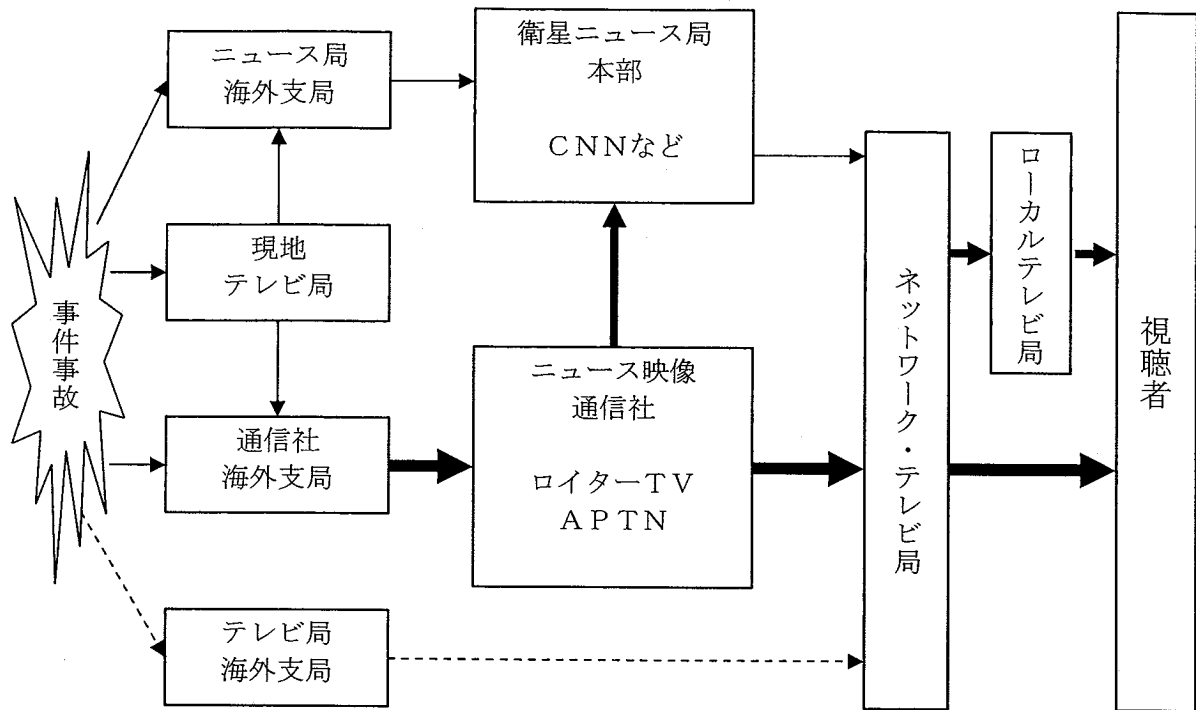 事件事故
ニュース局
海外支局
現地
テレビ局
通信社
海外支局
テレビ局
海外支局
衛星ニュース局
本部
ＣＮＮなど
ニュース映像
通信社
ロイターＴＶ
ＡＰＴＮ
ネットワーク・テレビ局
ローカルテレビ局
視聴者